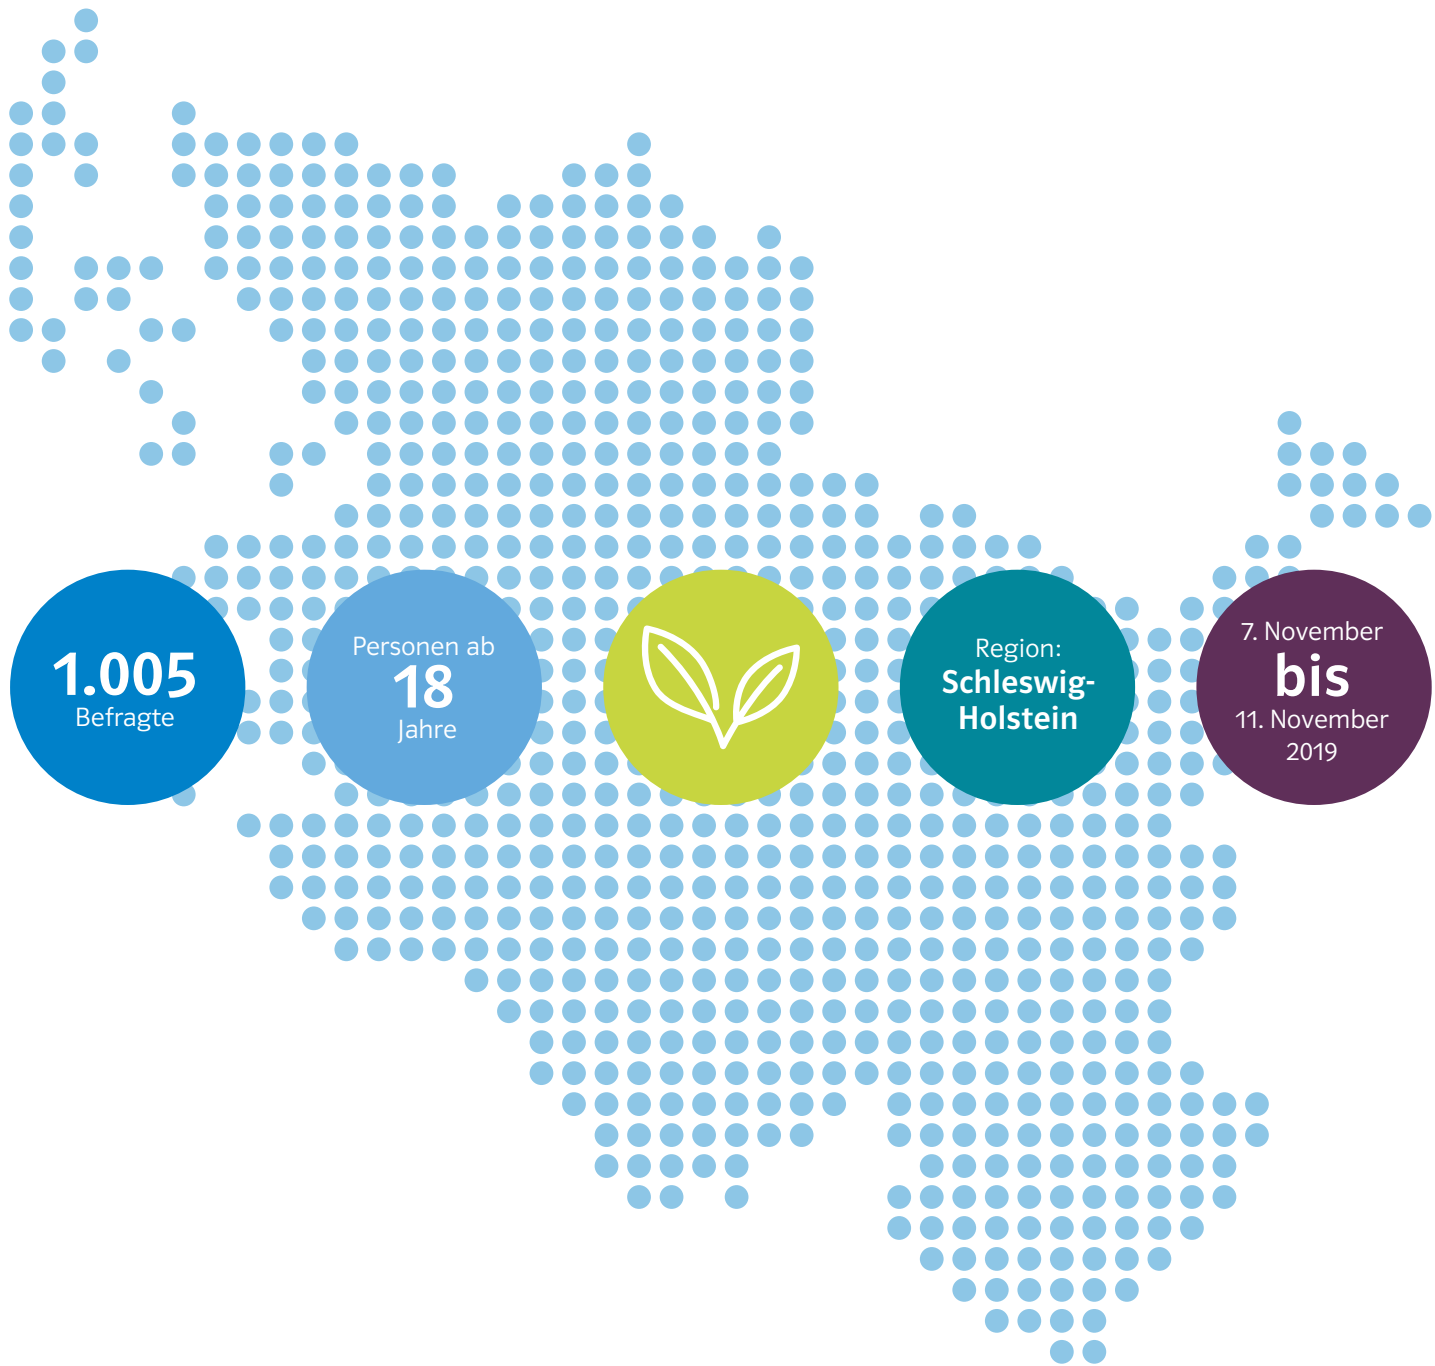 1.005
Befragte
Personen ab
18
Jahre
Region:
Schleswig-
Holstein
7. November
bis
11. November
2019